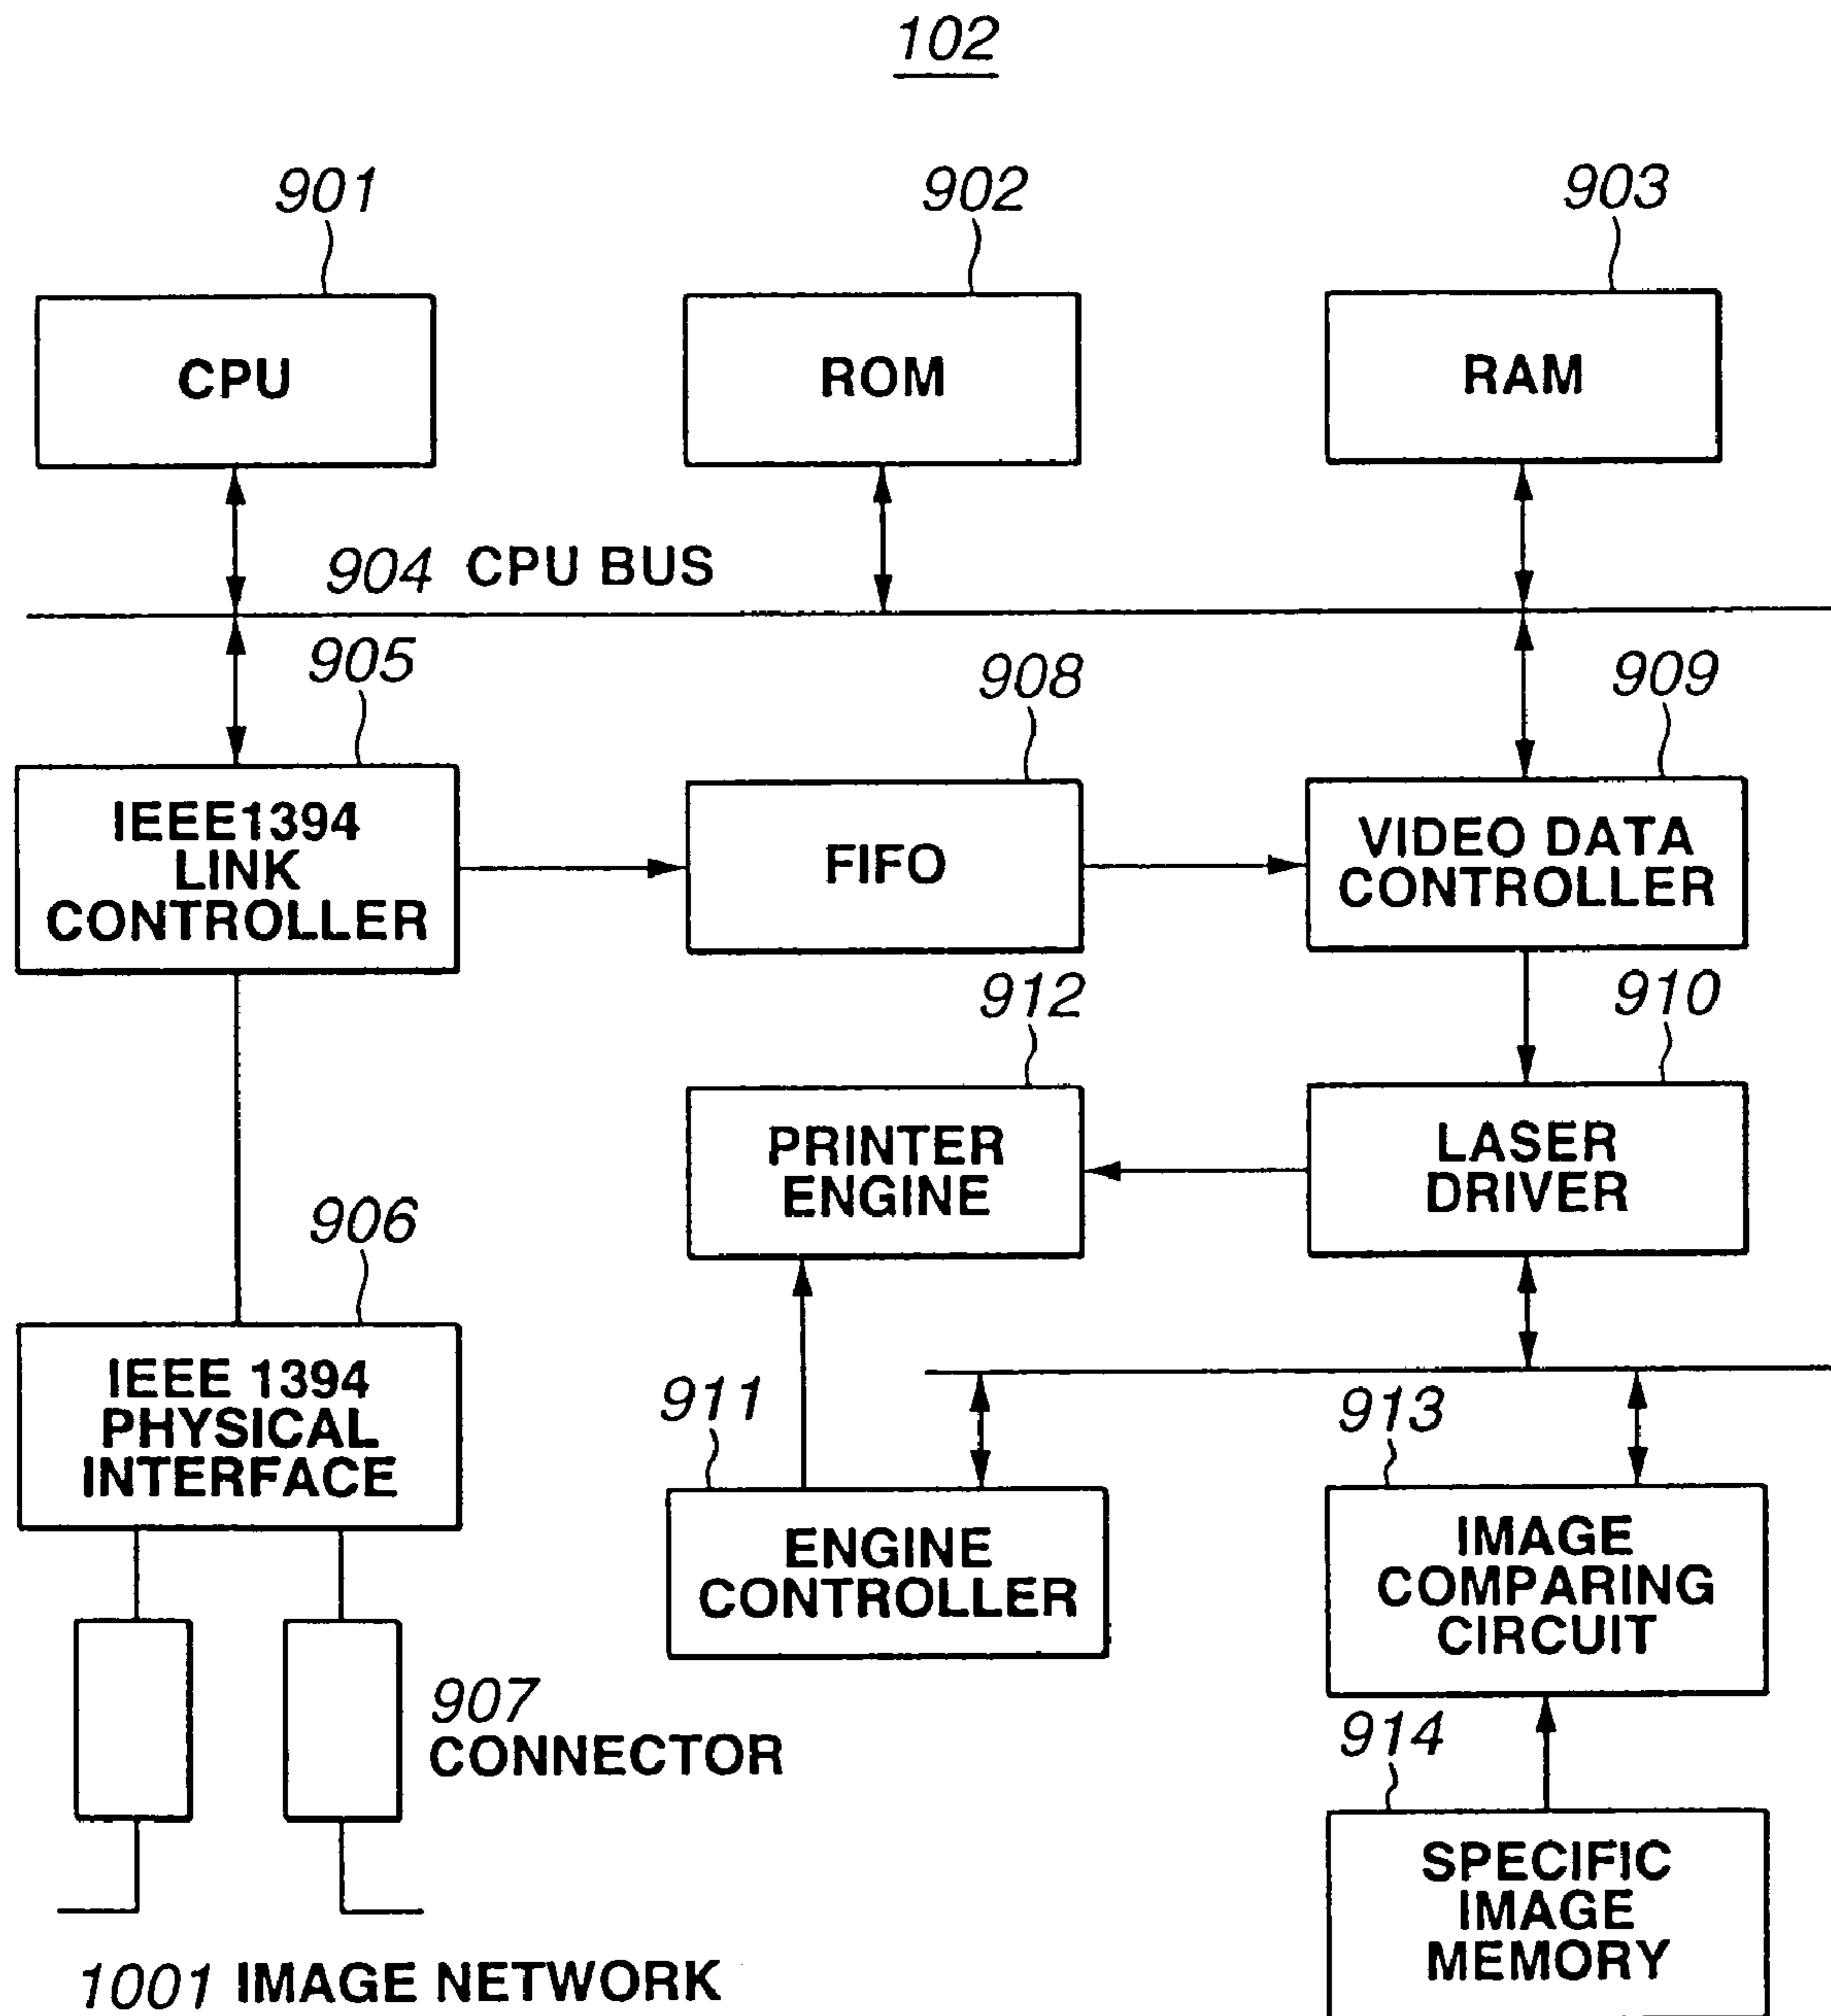 102
901
902
903
CPU
ROM
RAM
904 CPU BUS
905
908
909
IEEE1394
LINK
CONTROLLER
FIFO
VIDEO DATA
CONTROLLER
912
910
PRINTER
ENGINE
LASER
DRIVER
906
IEEE 1394
PHYSICAL
INTERFACE
911
913
ENGINE
CONTROLLER
IMAGE
COMPARING
CIRCUIT
907
CONNECTOR
914
SPECIFIC
IMAGE
MEMORY
1001 IMAGE NETWORK